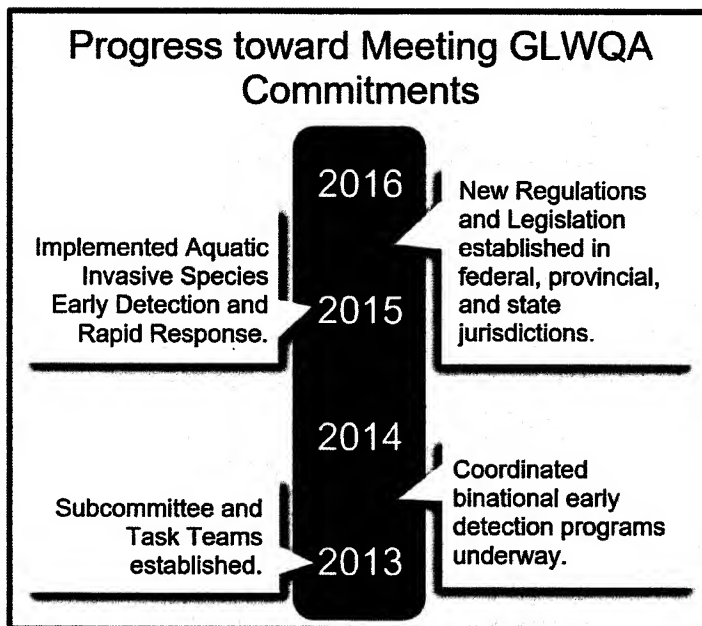 Progress toward Meeting GLWQA
Commitments
2016
New Regulations
and Legislation
established in
federal, provincial,
and state
jurisdictions.
Implemented Aquatic
Invasive Species
Early Detection and
Rapid Response.
2015
2014
Coordinated
binational early
detection programs
underway.
Subcommittee and
Task Teams
established.
2013